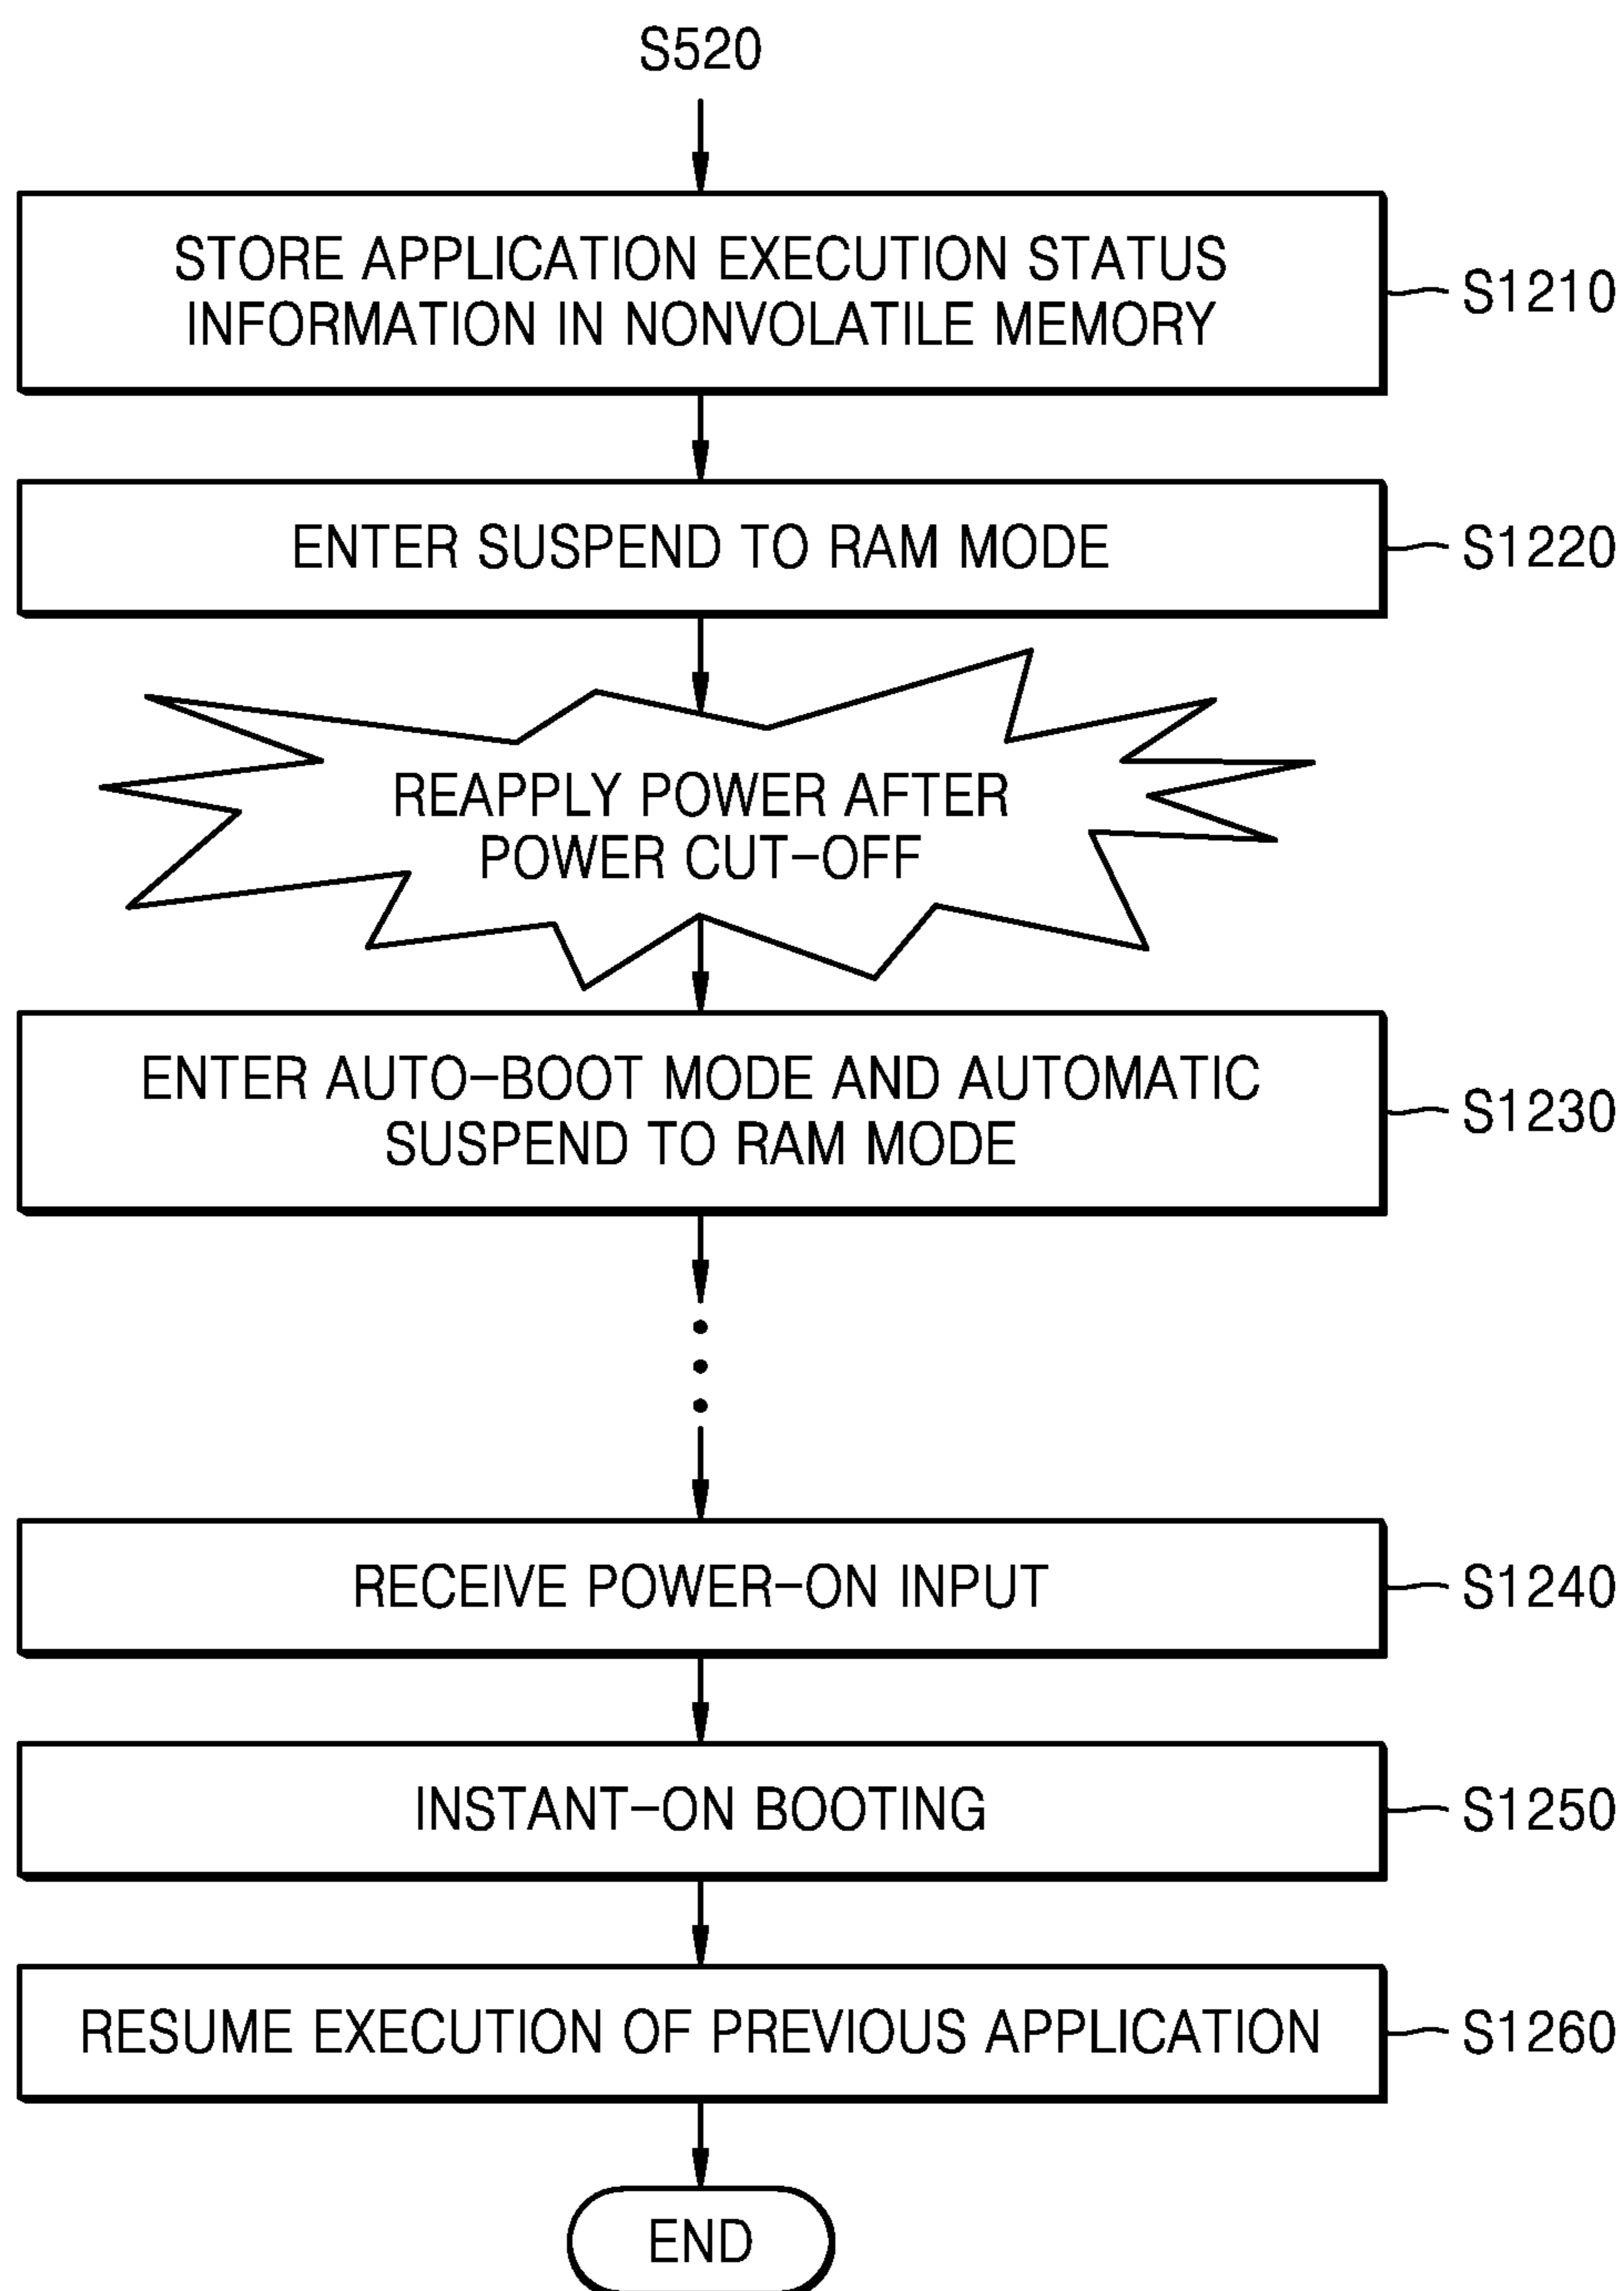 S520
STORE APPLICATION EXECUTION STATUS
INFORMATION IN NONVOLATILE MEMORY
S1210
ENTER SUSPEND TO RAM MODE
S1220
REAPPLY POWER AFTER
POWER CUT-OFF
ENTER AUTO-BOOT MODE AND AUTOMATIC
SUSPEND TO RAM MODE
S1230
RECEIVE POWER-ON INPUT
S1240
INSTANT-ON BOOTING
S1250
RESUME EXECUTION OF PREVIOUS APPLICATION
S1260
END